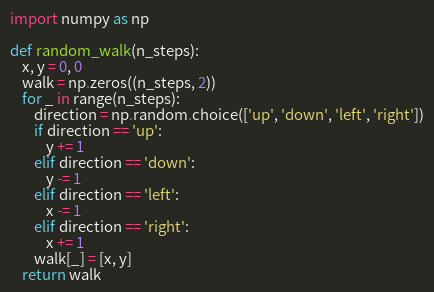 import numpy as np

def random_walk(n_steps):
    x, y = 0, 0
    walk = np.zeros((n_steps, 2))
    for _ in range(n_steps):
        direction = np.random.choice(['up', 'down', 'left', 'right'])
        if direction == 'up':
            y += 1
        elif direction == 'down':
            y -= 1
        elif direction == 'left':
            x -= 1
        elif direction == 'right':
            x += 1
        walk[_] = [x, y]
    return walk